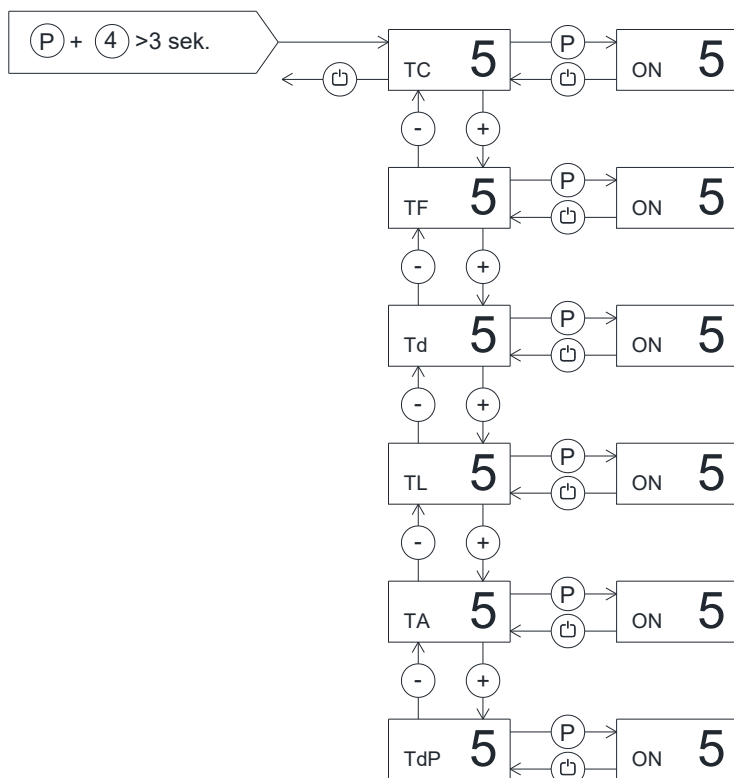 P + 4 >3 sek.
TC 5 P ON 5
- +
TF 5 P ON 5
- +
Td 5 P ON 5
- +
TL 5 P ON 5
- +
TA 5 P ON 5
- +
TdP 5 P ON 5